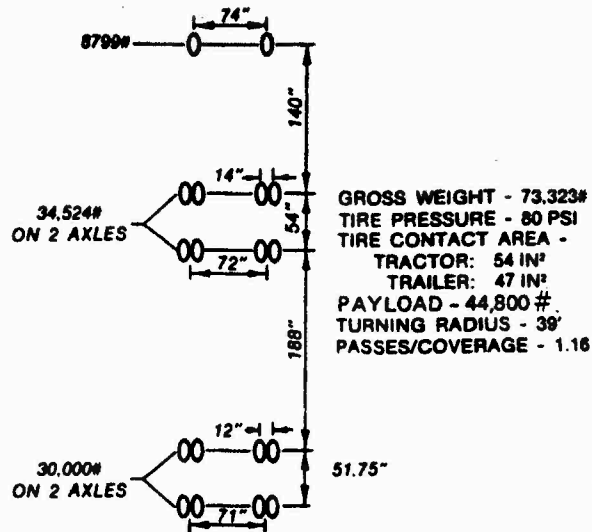 74"
8799#
140"
14"
34,524#
ON 2 AXLES
54"
72"
GROSS WEIGHT - 73,323#
TIRE PRESSURE - 80 PSI
TIRE CONTACT AREA -
TRACTOR: 54 IN²
TRAILER: 47 IN²
PAYLOAD - 44,800 #
TURNING RADIUS - 39'
PASSES/COVERAGE - 1.16
188"
12"
30,000#
ON 2 AXLES
51.75"
71"